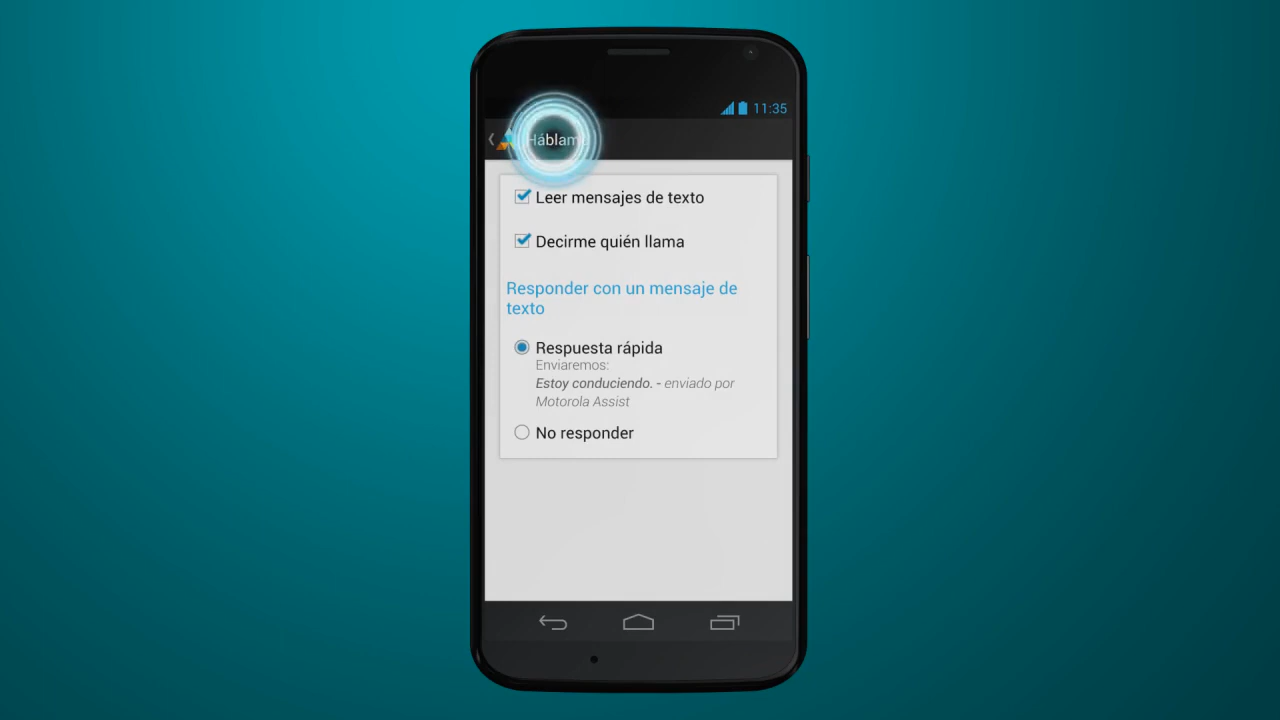 11:35
Háblame
Leer mensajes de texto
Decirme quién llama
Responder con un mensaje de
texto
Respuesta rápida
Enviaremos:
Estoy conduciendo. - enviado por
Motorola Assist
No responder